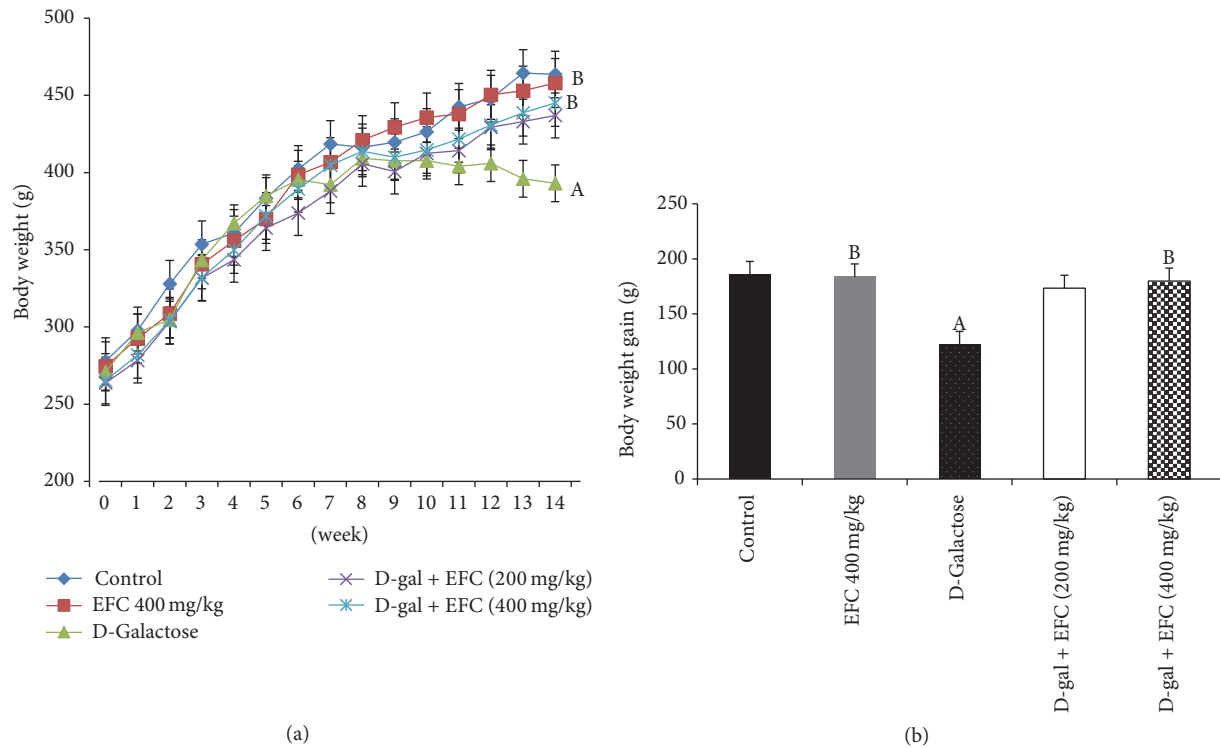 500
450
400
350
300
250
200
Body weight (g)
B
B
A
0 1 2 3 4 5 6 7 8 9 10 11 12 13 14
(week)
Control
EFC 400 mg/kg
D-Galactose
D-gal + EFC (200 mg/kg)
D-gal + EFC (400 mg/kg)
(a)
250
200
150
100
50
0
Body weight gain (g)
B
A
B
Control
EFC 400 mg/kg
D-Galactose
D-gal + EFC (200 mg/kg)
D-gal + EFC (400 mg/kg)
(b)